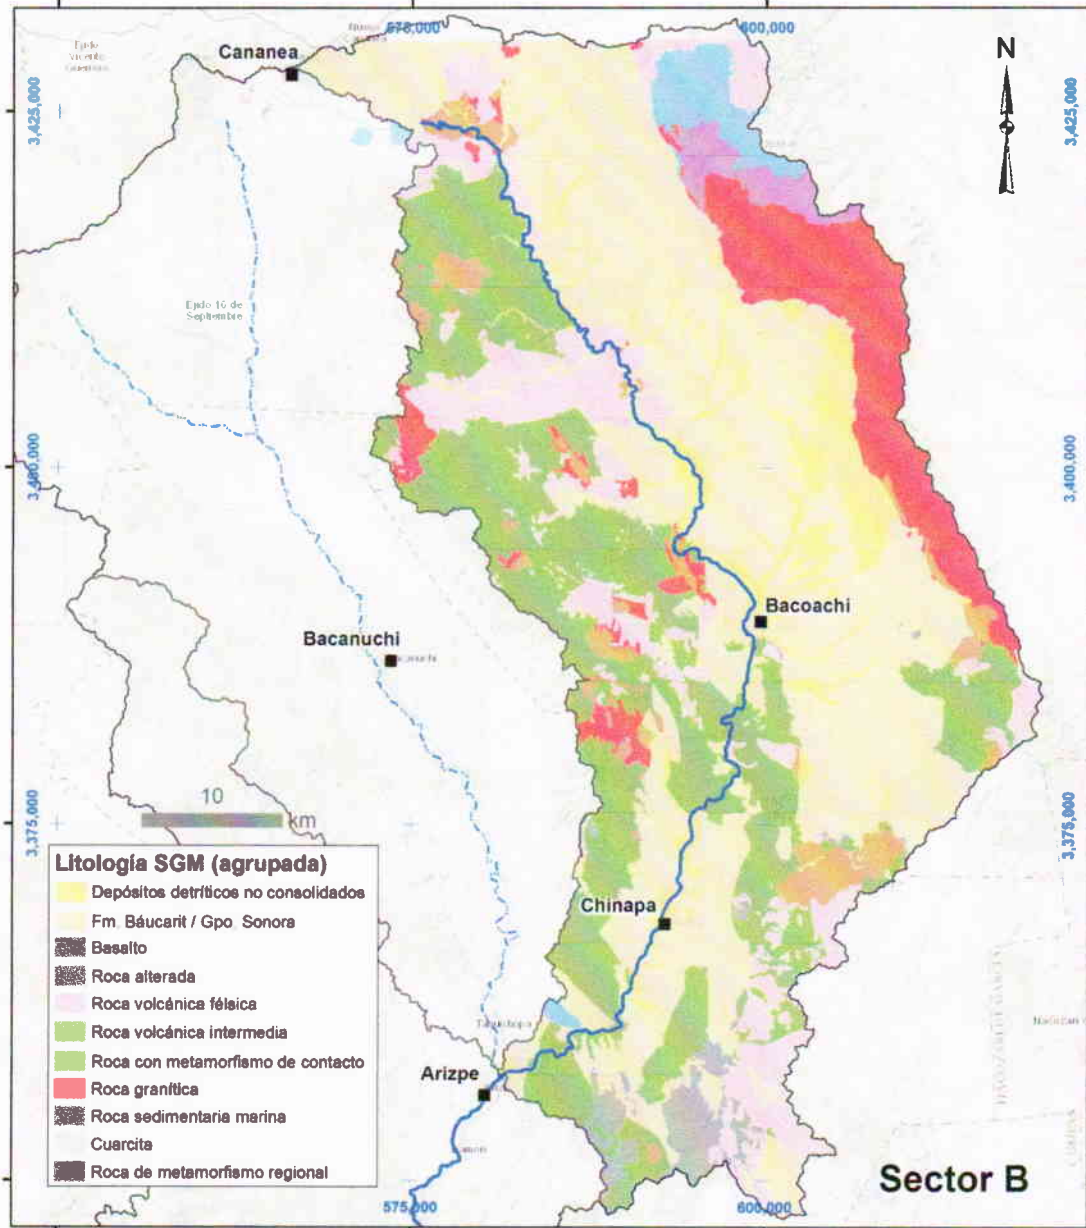 575,000
600,000
N
Cananea
3,425,000
3,425,000
Ejido 16 de
Septiembre
3,400,000
3,400,000
Bacoachi
Bacanuchi
3,375,000
3,375,000
10
km
Litología SGM (agrupada)
Depósitos detríticos no consolidados
Fm. Báucarit / Gpo. Sonora
Basalto
Roca alterada
Roca volcánica félsica
Roca volcánica intermedia
Roca con metamorfismo de contacto
Roca granítica
Roca sedimentaria marina
Cuarcita
Roca de metamorfismo regional
Chinapa
Arizpe
Sector B
575,000
600,000